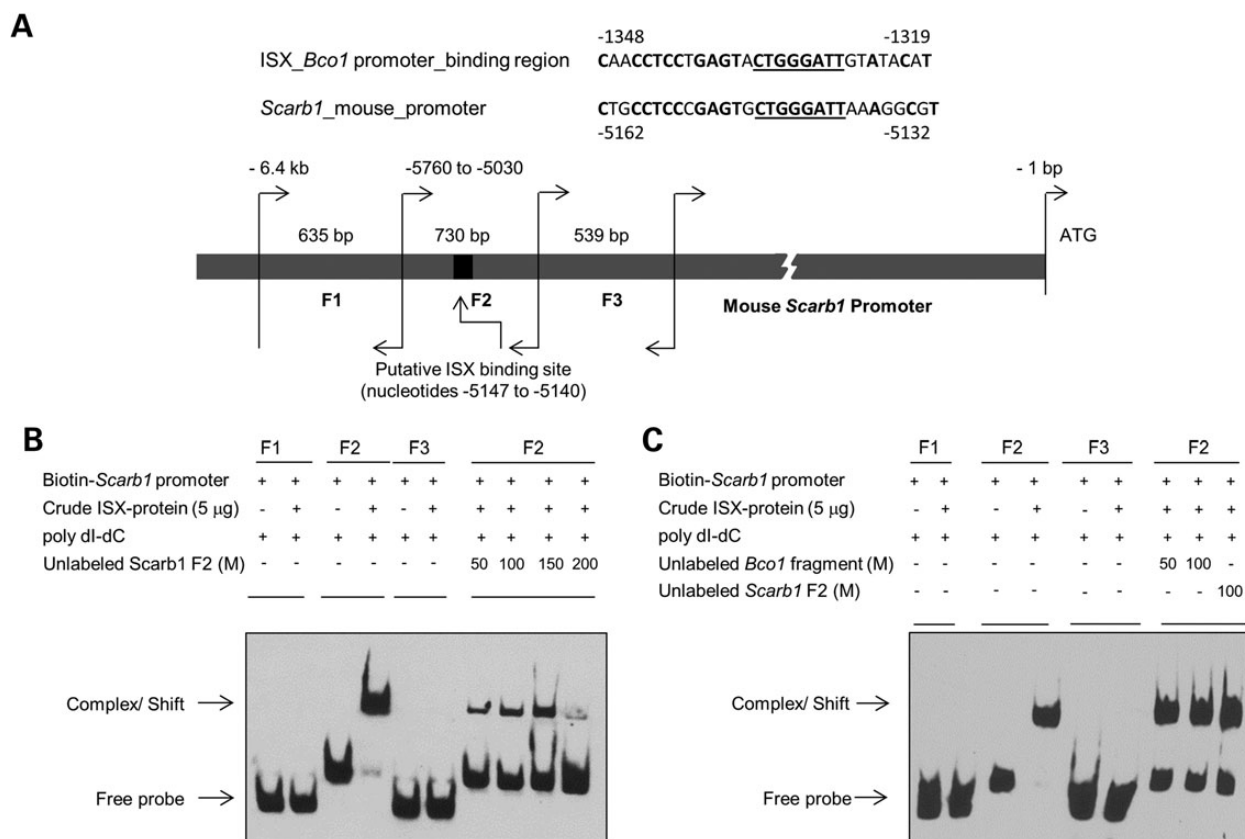 A
-1348 -1319
ISX_Bco1 promoter_binding region CAACCTCCTGAGTACTGGGATTGTATACAT
Scarb1_mouse_promoter CTGCCTCCCGAGTGCTGGGATTAAAGGCGT
-5162 -5132
- 6.4 kb -5760 to -5030 - 1 bp
635 bp 730 bp 539 bp ATG
F1 F2 F3 Mouse Scarb1 Promoter
Putative ISX binding site
(nucleotides -5147 to -5140)
B
F1 F2 F3 F2
Biotin-Scarb1 promoter + + + + + + + + + +
Crude ISX-protein (5 µg) - + - + - + + + + +
poly dI-dC + + + + + + + + + +
Unlabeled Scarb1 F2 (M) - - - - - - 50 100 150 200
Complex/ Shift
Free probe
C
F1 F2 F3 F2
Biotin-Scarb1 promoter + + + + + + + + +
Crude ISX-protein (5 µg) - + - + - + + + +
poly dI-dC + + + + + + + + +
Unlabeled Bco1 fragment (M) - - - - - - 50 100 -
Unlabeled Scarb1 F2 (M) - - - - - - - - 100
Complex/ Shift
Free probe